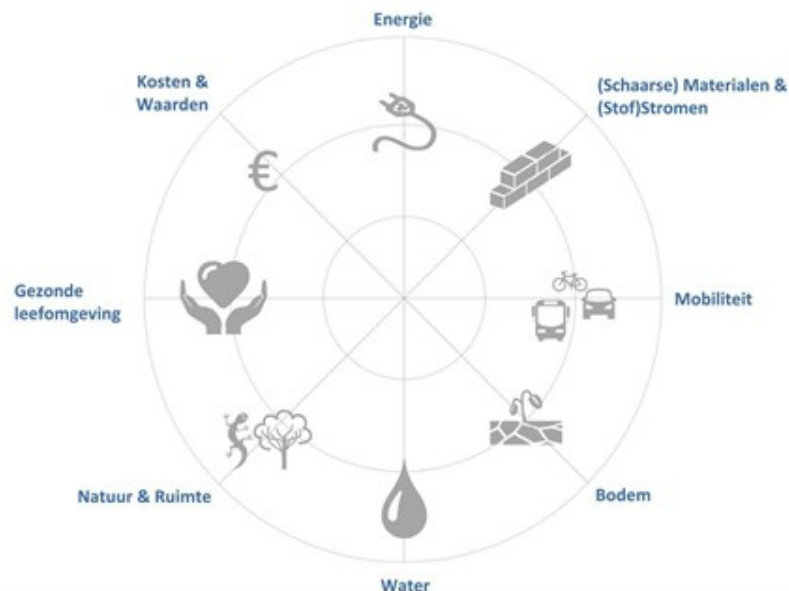 Energie
(Schaarse) Materialen &
(Stof)Stromen
Mobiliteit
Bodem
Water
Natuur & Ruimte
Gezonde
leefomgeving
Kosten &
Waarden
€